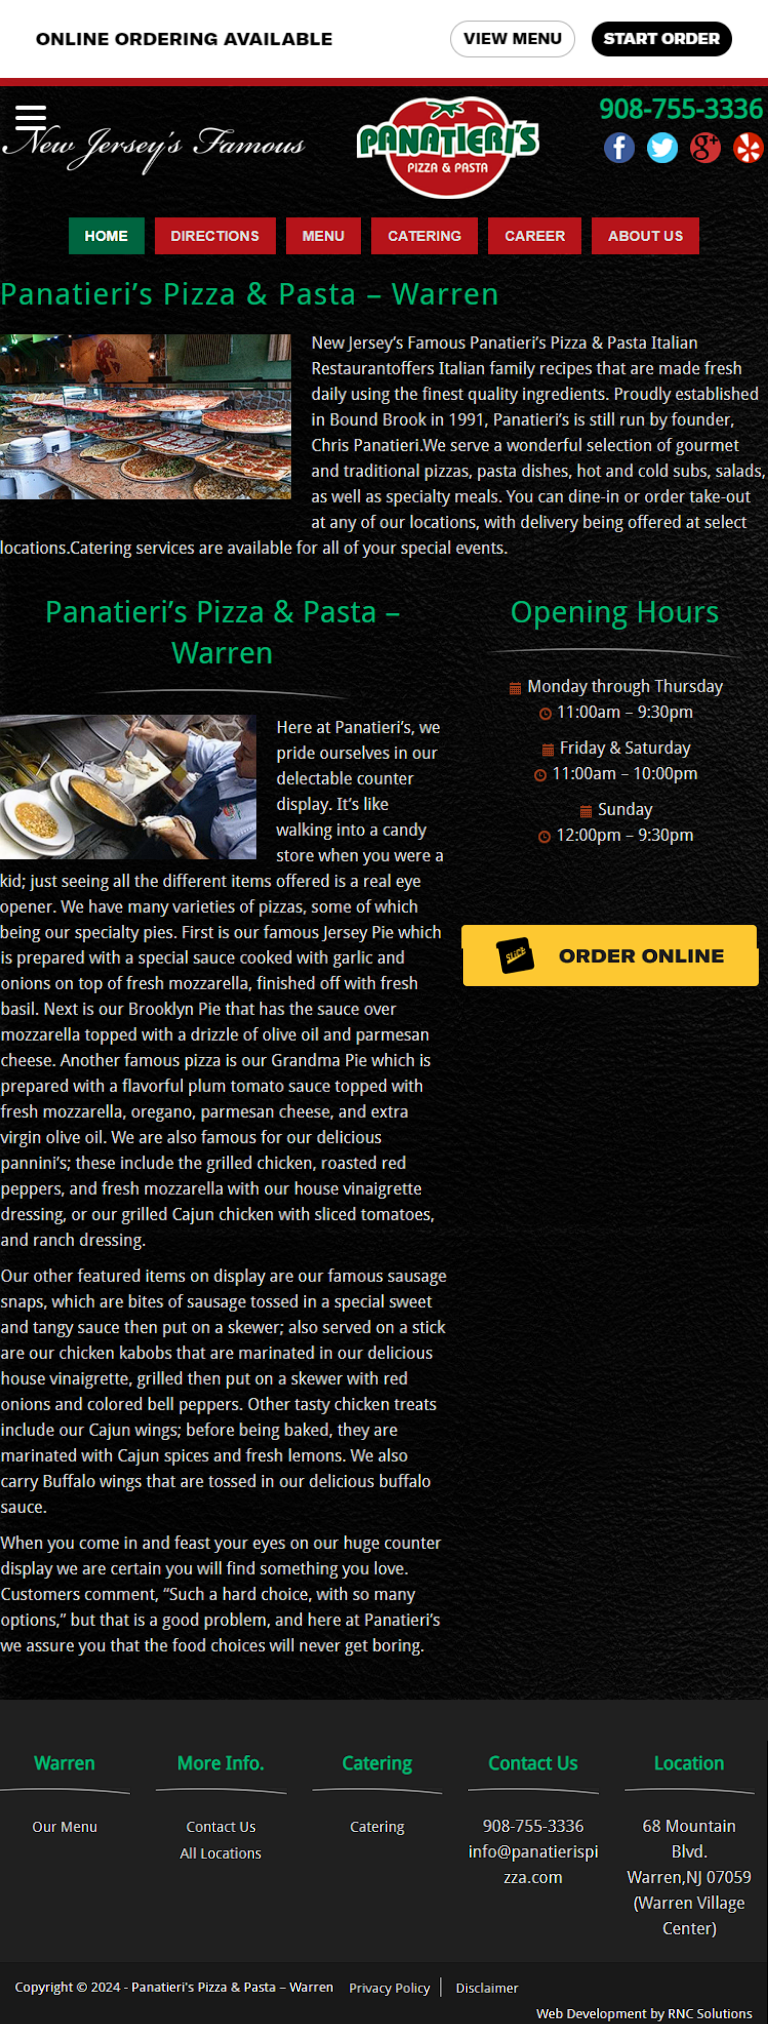 ONLINE ORDERING AVAILABLE
VIEW MENU
START ORDER
New Jersey's Famous
PANATIERI'S
PIZZA & PASTA
908-755-3336
HOME
DIRECTIONS
MENU
CATERING
CAREER
ABOUT US
Panatieri’s Pizza & Pasta – Warren
New Jersey’s Famous Panatieri’s Pizza & Pasta Italian
Restaurantoffers Italian family recipes that are made fresh
daily using the finest quality ingredients. Proudly established
in Bound Brook in 1991, Panatieri’s is still run by founder,
Chris Panatieri.We serve a wonderful selection of gourmet
and traditional pizzas, pasta dishes, hot and cold subs, salads,
as well as specialty meals. You can dine-in or order take-out
at any of our locations, with delivery being offered at select
locations.Catering services are available for all of your special events.
Panatieri’s Pizza & Pasta –
Warren
Here at Panatieri’s, we
pride ourselves in our
delectable counter
display. It’s like
walking into a candy
store when you were a
kid; just seeing all the different items offered is a real eye
opener. We have many varieties of pizzas, some of which
being our specialty pies. First is our famous Jersey Pie which
is prepared with a special sauce cooked with garlic and
onions on top of fresh mozzarella, finished off with fresh
basil. Next is our Brooklyn Pie that has the sauce over
mozzarella topped with a drizzle of olive oil and parmesan
cheese. Another famous pizza is our Grandma Pie which is
prepared with a flavorful plum tomato sauce topped with
fresh mozzarella, oregano, parmesan cheese, and extra
virgin olive oil. We are also famous for our delicious
pannini’s; these include the grilled chicken, roasted red
peppers, and fresh mozzarella with our house vinaigrette
dressing, or our grilled Cajun chicken with sliced tomatoes,
and ranch dressing.
Our other featured items on display are our famous sausage
snaps, which are bites of sausage tossed in a special sweet
and tangy sauce then put on a skewer; also served on a stick
are our chicken kabobs that are marinated in our delicious
house vinaigrette, grilled then put on a skewer with red
onions and colored bell peppers. Other tasty chicken treats
include our Cajun wings; before being baked, they are
marinated with Cajun spices and fresh lemons. We also
carry Buffalo wings that are tossed in our delicious buffalo
sauce.
When you come in and feast your eyes on our huge counter
display we are certain you will find something you love.
Customers comment, “Such a hard choice, with so many
options,” but that is a good problem, and here at Panatieri’s
we assure you that the food choices will never get boring.
Opening Hours
Monday through Thursday
11:00am – 9:30pm
Friday & Saturday
11:00am – 10:00pm
Sunday
12:00pm – 9:30pm
SLICE
ORDER ONLINE
Warren
Our Menu
More Info.
Contact Us
All Locations
Catering
Catering
Contact Us
908-755-3336
info@panatierispi
zza.com
Location
68 Mountain
Blvd.
Warren,NJ 07059
(Warren Village
Center)
Copyright © 2024 - Panatieri's Pizza & Pasta – Warren
Privacy Policy
Disclaimer
Web Development by RNC Solutions